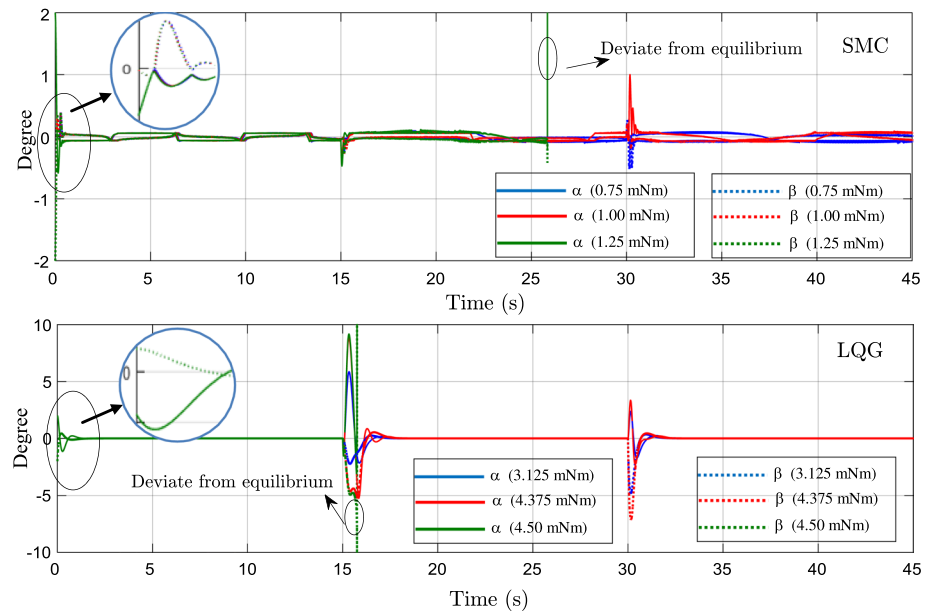 2
1
0
-1
-2
Degree
0
Deviate from equilibrium
SMC
α (0.75 mNm)
α (1.00 mNm)
α (1.25 mNm)
β (0.75 mNm)
β (1.00 mNm)
β (1.25 mNm)
0 5 10 15 20 25 30 35 40 45
Time (s)
10
5
0
-5
-10
Degree
0
LQG
Deviate from equilibrium
α (3.125 mNm)
α (4.375 mNm)
α (4.50 mNm)
β (3.125 mNm)
β (4.375 mNm)
β (4.50 mNm)
0 5 10 15 20 25 30 35 40 45
Time (s)